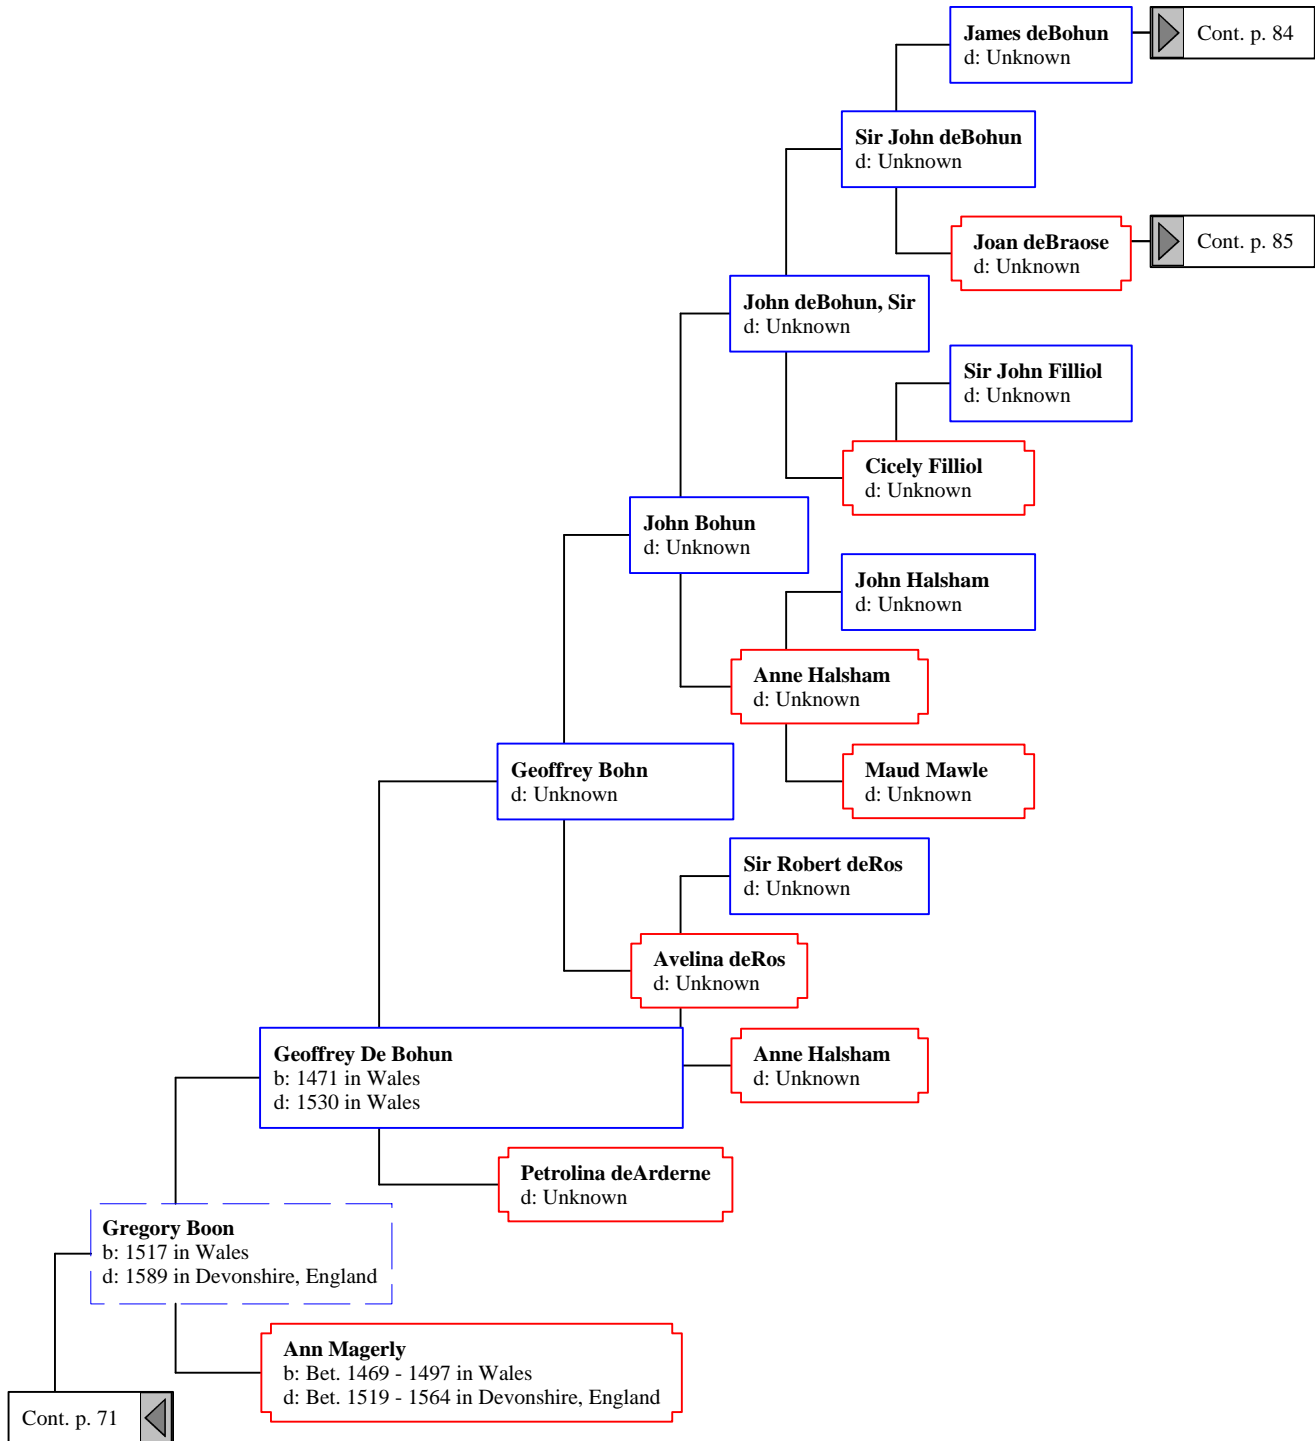 James deBohun
d: Unknown
Cont. p. 84
Sir John deBohun
d: Unknown
Joan deBraose
d: Unknown
Cont. p. 85
John deBohun, Sir
d: Unknown
Sir John Filliol
d: Unknown
Cicely Filliol
d: Unknown
John Bohun
d: Unknown
John Halsham
d: Unknown
Anne Halsham
d: Unknown
Geoffrey Bohn
d: Unknown
Maud Mawle
d: Unknown
Sir Robert deRos
d: Unknown
Avelina deRos
d: Unknown
Geoffrey De Bohun
b: 1471 in Wales
d: 1530 in Wales
Anne Halsham
d: Unknown
Petrolina deArderne
d: Unknown
Gregory Boon
b: 1517 in Wales
d: 1589 in Devonshire, England
Ann Magerly
b: Bet. 1469 - 1497 in Wales
d: Bet. 1519 - 1564 in Devonshire, England
Cont. p. 71